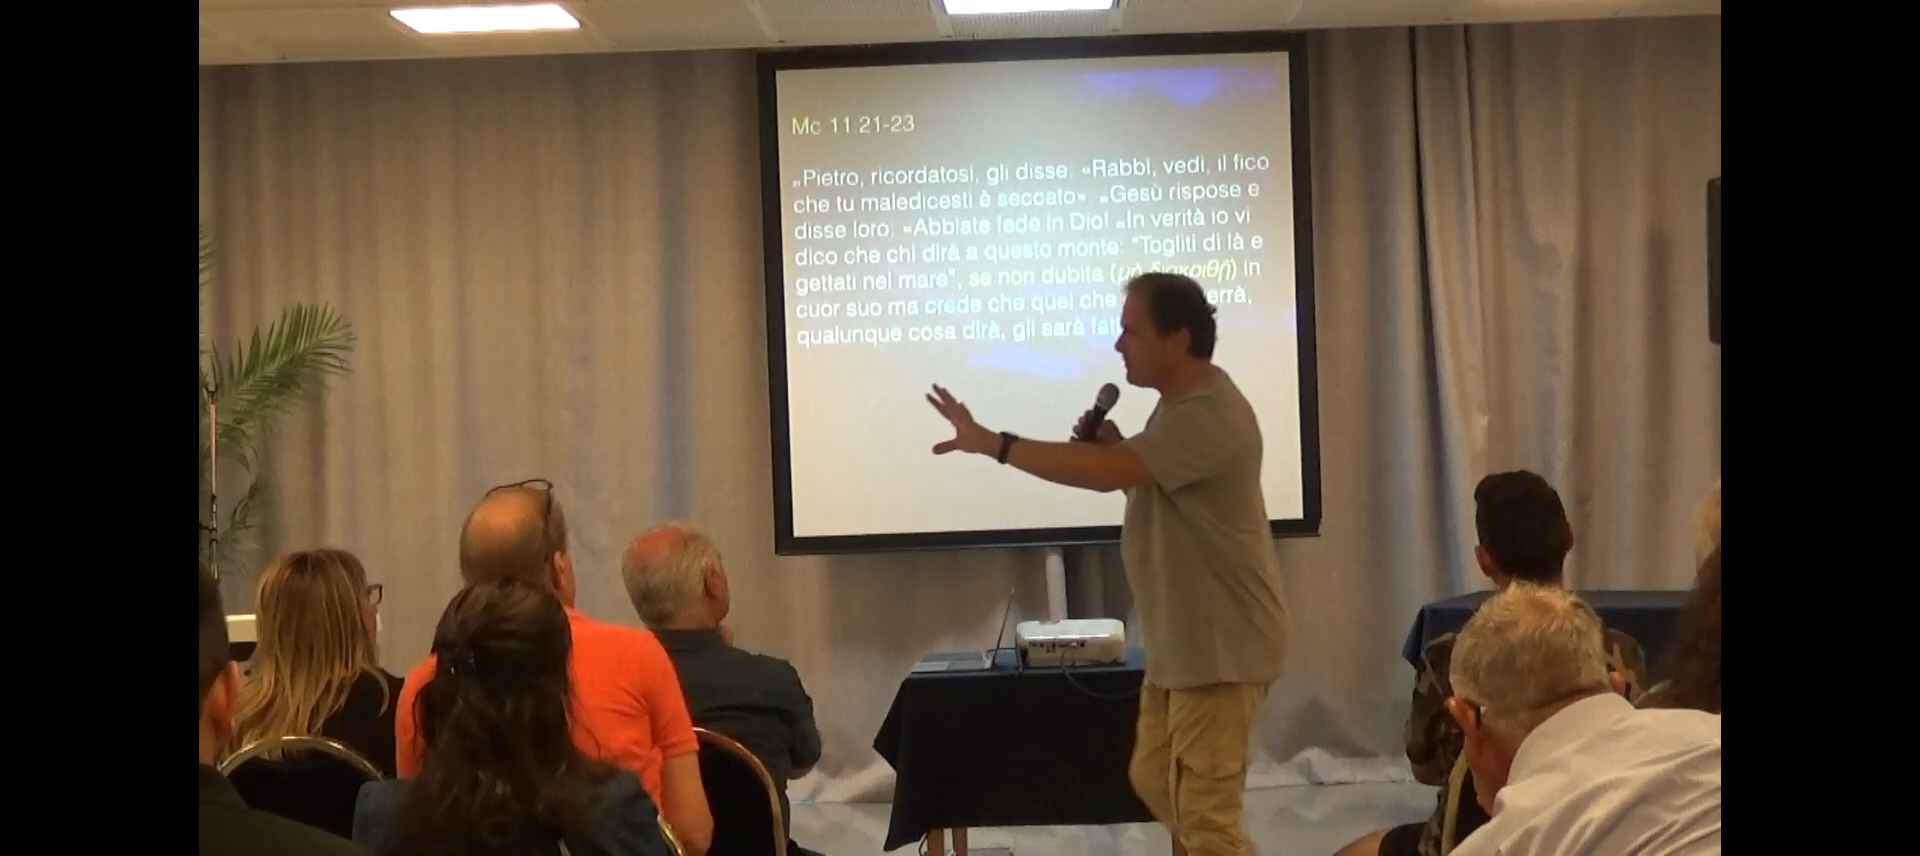 Mc 11:21-23
„Pietro, ricordatosi, gli disse: «Rabbì, vedi, il fico
che tu maledicesti è seccato». „Gesù rispose e
disse loro: «Abbiate fede in Dio! „In verità io vi
dico che chi dirà a questo monte: "Togliti di là e
gettati nel mare", se non dubita (μὴ διακριθῇ) in
cuor suo ma crede che quel che
qualunque cosa dirà, gli sarà